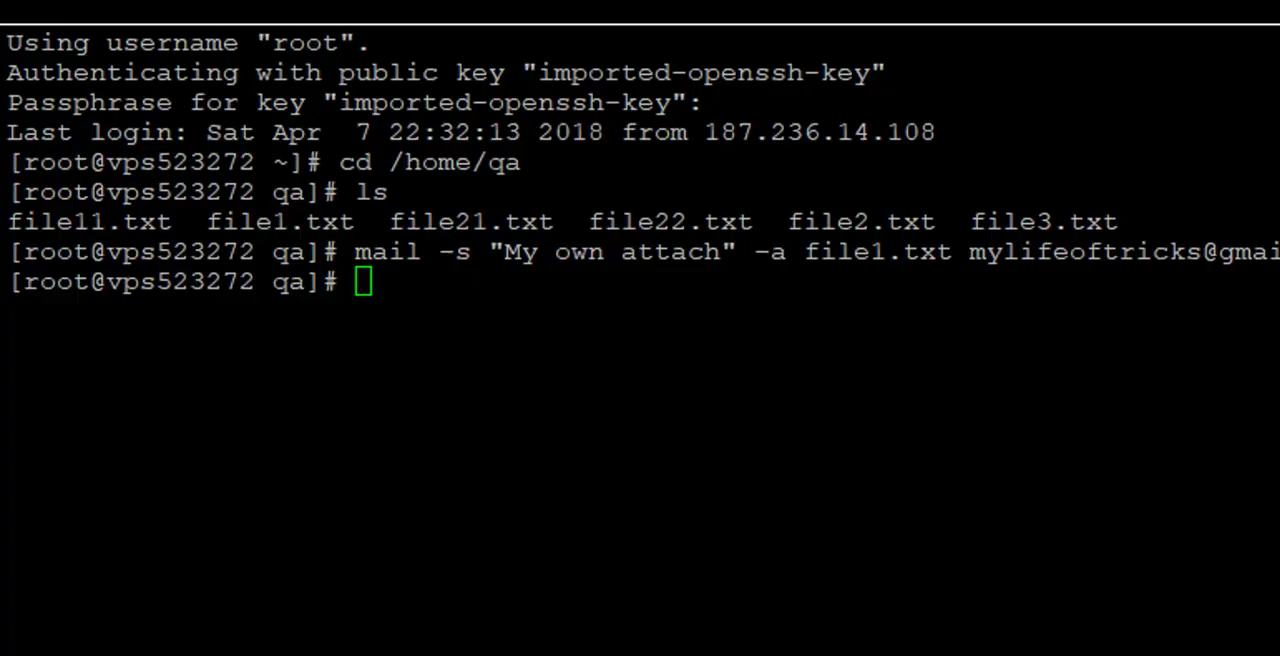 Using username "root".
Authenticating with public key "imported-openssh-key"
Passphrase for key "imported-openssh-key":
Last login: Sat Apr  7 22:32:13 2018 from 187.236.14.108
[root@vps523272 ~]# cd /home/qa
[root@vps523272 qa]# ls
file11.txt  file1.txt  file21.txt  file22.txt  file2.txt  file3.txt
[root@vps523272 qa]# mail -s "My own attach" -a file1.txt mylifeoftricks@gmai
[root@vps523272 qa]#